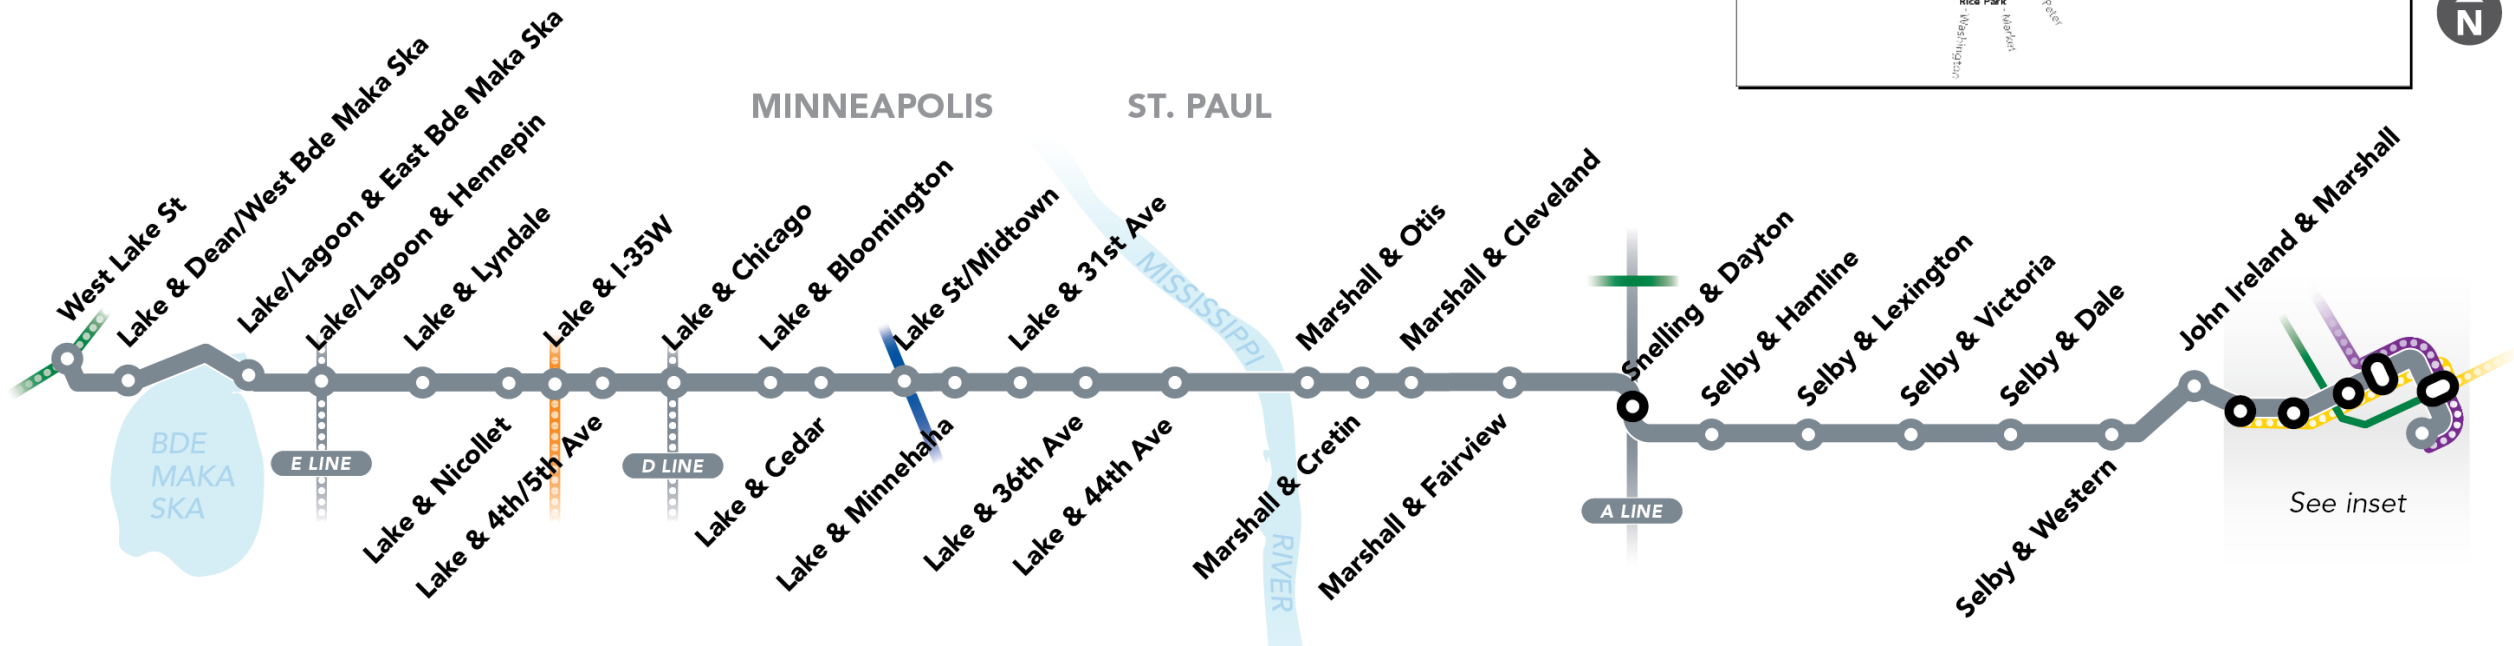 Rice Park
Washington
Market
Peter
N
MINNEAPOLIS
ST. PAUL
West Lake St
Lake & Dean/West Bde Maka Ska
Lake/Lagoon & East Bde Maka Ska
Lake/Lagoon & Hennepin
Lake & Lyndale
Lake & Nicollet
Lake & I-35W
Lake & 4th/5th Ave
Lake & Chicago
Lake & Bloomington
Lake & Cedar
Lake St/Midtown
Lake & Minnehaha
Lake & 31st Ave
Lake & 36th Ave
Lake & 44th Ave
Marshall & Otis
Marshall & Cretin
Marshall & Cleveland
Marshall & Fairview
Snelling & Dayton
Selby & Hamline
Selby & Lexington
Selby & Victoria
Selby & Dale
Selby & Western
John Ireland & Marshall
BDE
MAKA
SKA
E LINE
D LINE
A LINE
MISSISSIPPI
RIVER
See inset